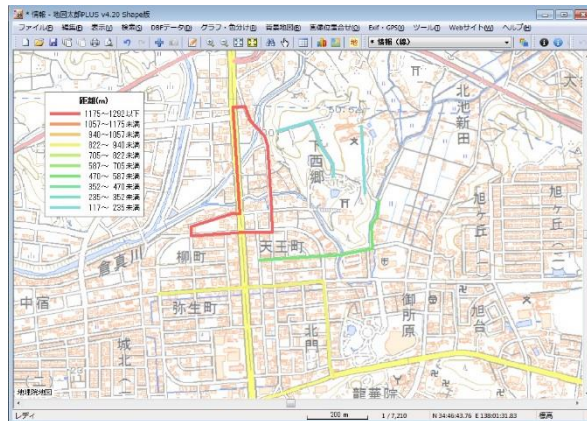 * 情報 - 地図太郎PLUS v4.20 Shape版
ファイル(F) 編集(E) 表示(V) 検索(S) DBFデータ(D) グラフ・色分け(G) 背景地図(B) 画像位置合せ(I) Exif・GPS(G) ツール(T) Webサイト(W) ヘルプ(H)
* 情報 (線)
距離(m)
1175～1292以下
1057～1175未満
940～1057未満
822～ 940未満
705～ 822未満
587～ 705未満
470～ 587未満
352～ 470未満
235～ 352未満
117～ 235未満
北池新田
大
下西郷
旭ヶ丘(二)
旭ヶ丘(一)
倉真川
柳町
天王町
中宿
弥生町
城北(二)
北門
御所原
旭台
龍華院
地理院地図
レディ
200 m
1 / 7,210
N 34:46:43.76 E 138:01:31.83
標高